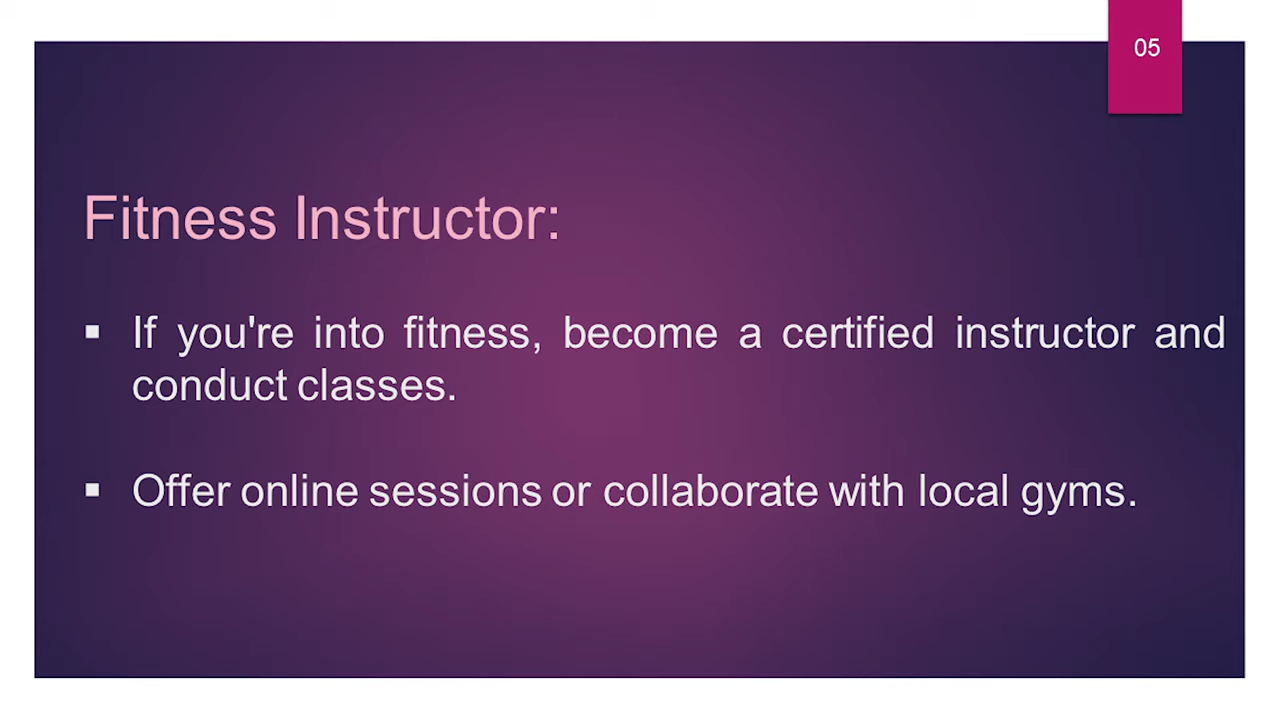 05
Fitness Instructor:
▪ If you're into fitness, become a certified instructor and
conduct classes.
▪ Offer online sessions or collaborate with local gyms.